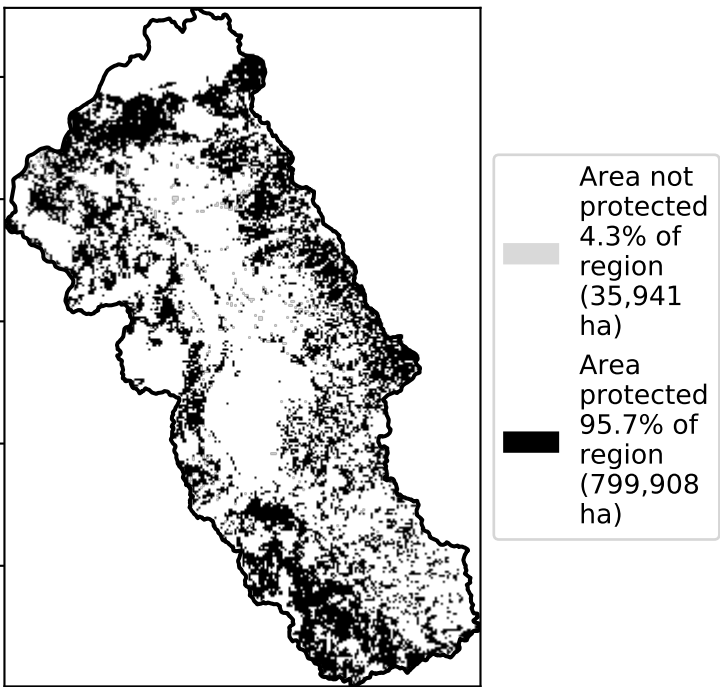 Area not
protected
4.3% of
region
(35,941
ha)
Area
protected
95.7% of
region
(799,908
ha)